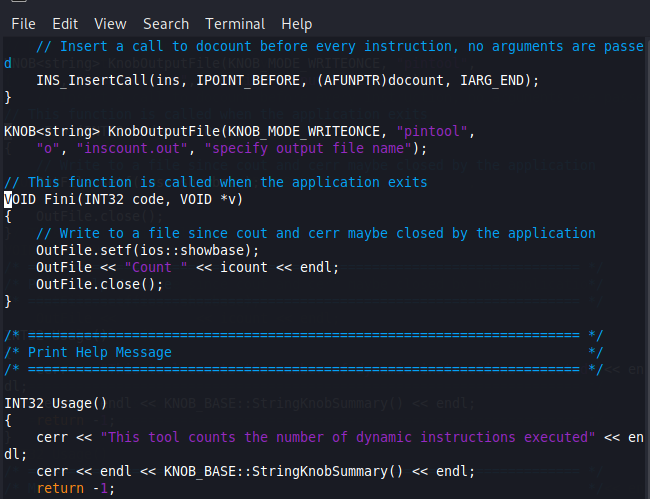 File Edit View Search Terminal Help
// Insert a call to docount before every instruction, no arguments are passe
d
INS_InsertCall(ins, IPOINT_BEFORE, (AFUNPTR)docount, IARG_END);
}
KNOB<string> KnobOutputFile(KNOB_MODE_WRITEONCE, "pintool",
"o", "inscount.out", "specify output file name");
// This function is called when the application exits
VOID Fini(INT32 code, VOID *v)
{
// Write to a file since cout and cerr maybe closed by the application
OutFile.setf(ios::showbase);
OutFile << "Count " << icount << endl;
OutFile.close();
}
/* ===================================================================== */
/* Print Help Message */
/* ===================================================================== */
INT32 Usage()
{
cerr << "This tool counts the number of dynamic instructions executed" << en
dl;
cerr << endl << KNOB_BASE::StringKnobSummary() << endl;
return -1;